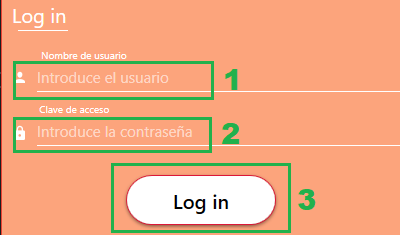 Log in
Nombre de usuario
Introduce el usuario 1
Clave de acceso
Introduce la contraseña 2
Log in 3